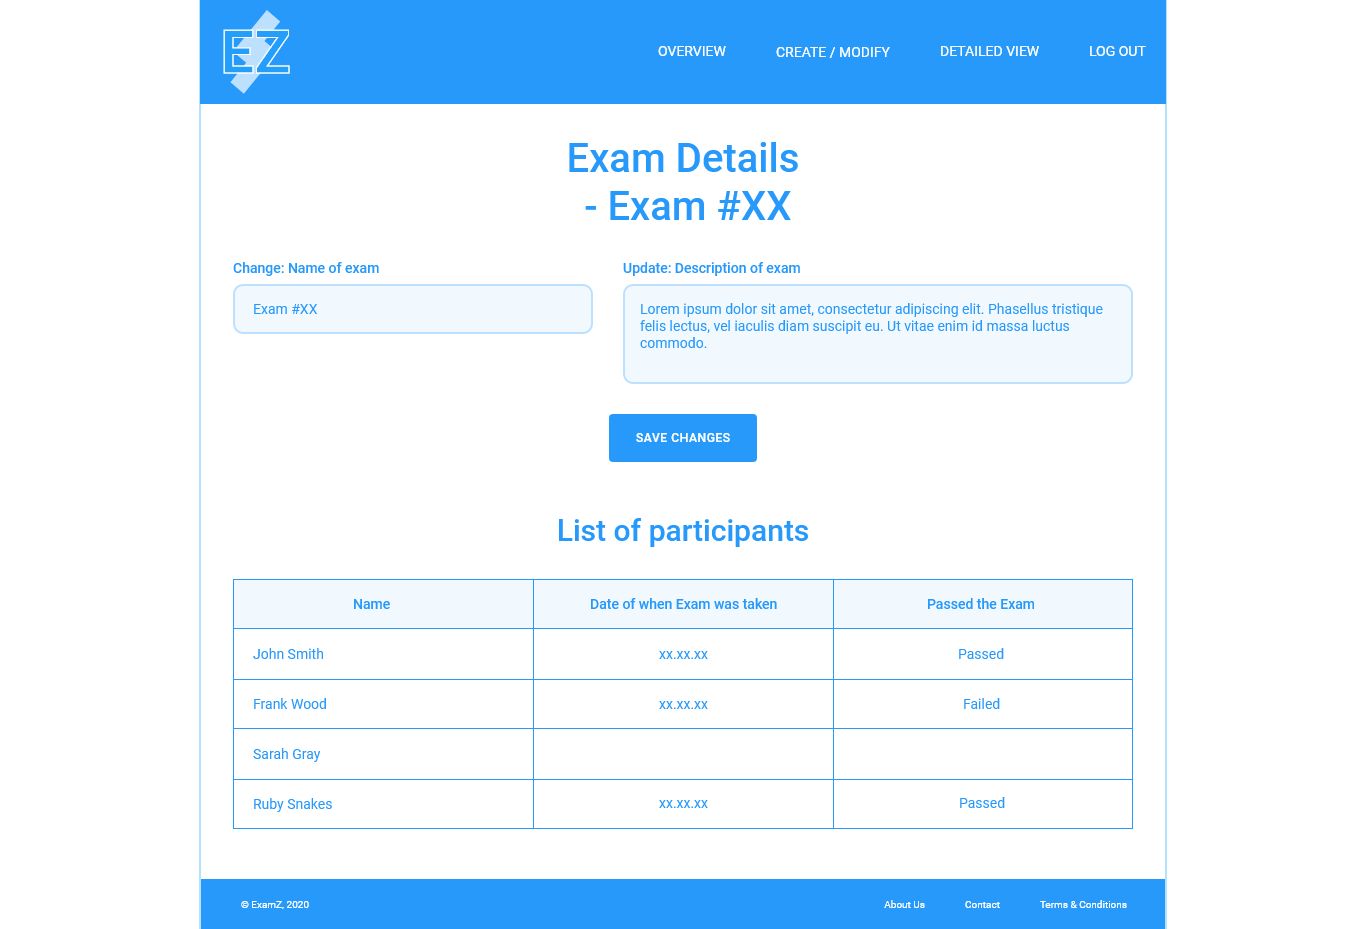 EZ
OVERVIEW
CREATE / MODIFY
DETAILED VIEW
LOG OUT
Exam Details
- Exam #XX
Change: Name of exam
Exam #XX
Update: Description of exam
Lorem ipsum dolor sit amet, consectetur adipiscing elit. Phasellus tristique
felis lectus, vel iaculis diam suscipit eu. Ut vitae enim id massa luctus
commodo.
SAVE CHANGES
List of participants
Name Date of when Exam was taken Passed the Exam
John Smith xx.xx.xx Passed
Frank Wood xx.xx.xx Failed
Sarah Gray
Ruby Snakes xx.xx.xx Passed
© ExamZ, 2020
About Us
Contact
Terms & Conditions